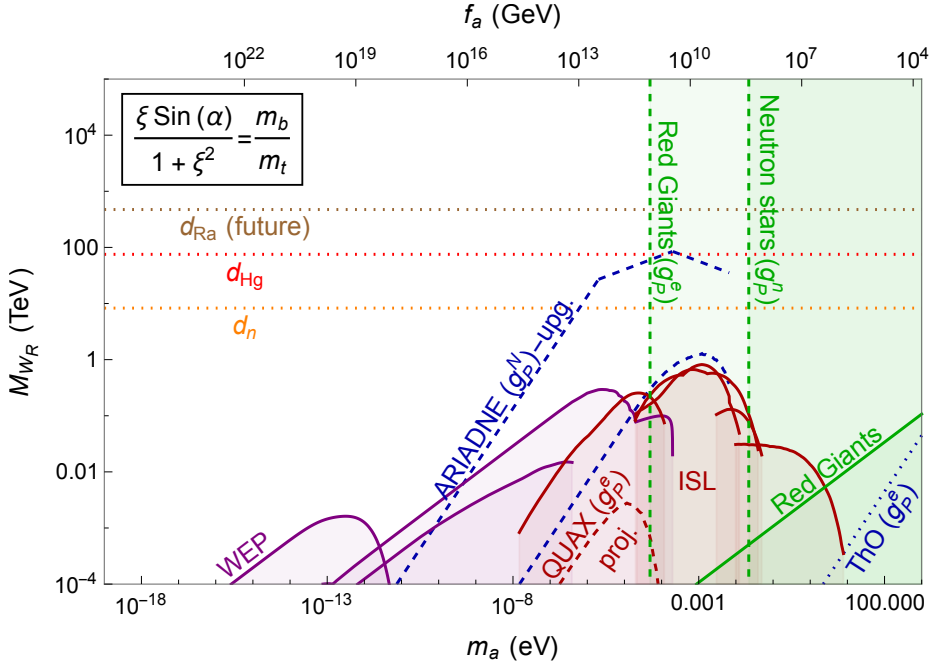 f_a (GeV)
10^22 10^19 10^16 10^13 10^10 10^7 10^4
ξ Sin (α) / 1 + ξ^2 = m_b / m_t
10^4
100
1
0.01
10^-4
M_{W_R} (TeV)
d_Ra (future)
d_Hg
d_n
Red Giants (g_P^e)
Neutron stars (g_P^n)
ARIADNE (g_P^N)-upg.
WEP
QUAX (g_P^e)
proj.
ISL
Red Giants
ThO (g_P^e)
10^-18 10^-13 10^-8 0.001 100.000
m_a (eV)